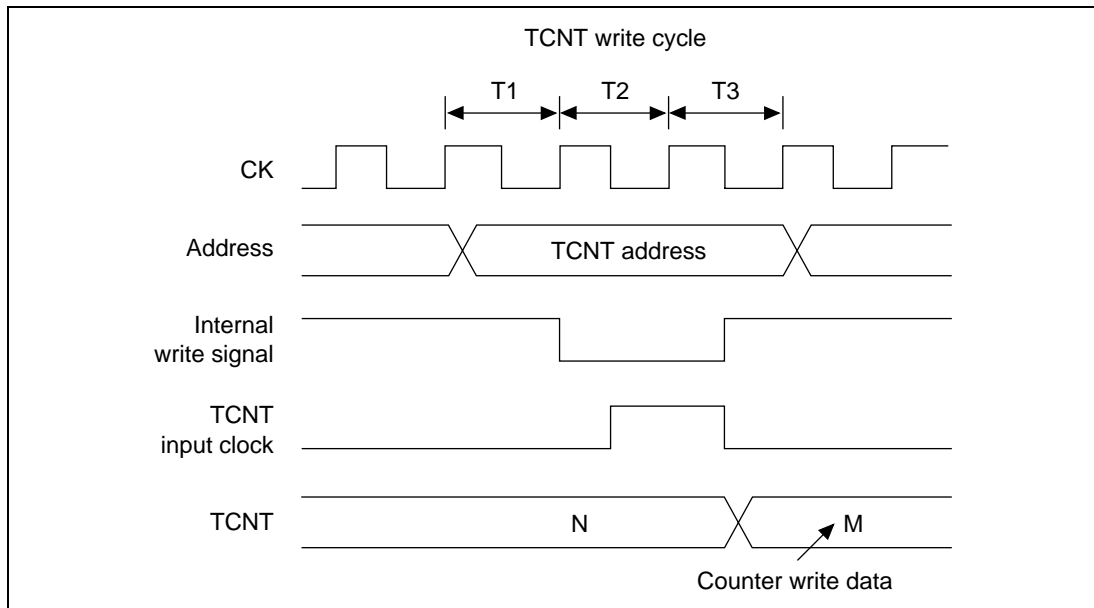 TCNT write cycle
T1 T2 T3
CK
Address
TCNT address
Internal
write signal
TCNT
input clock
TCNT
N
M
Counter write data